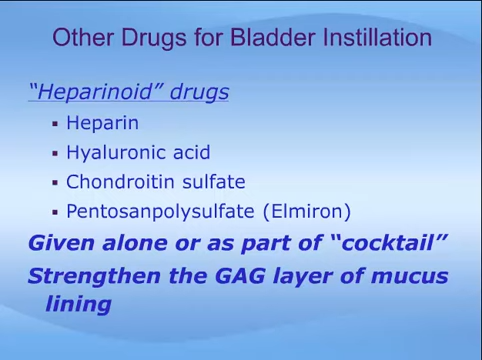 Other Drugs for Bladder Instillation
“Heparinoid” drugs
▪ Heparin
▪ Hyaluronic acid
▪ Chondroitin sulfate
▪ Pentosanpolysulfate (Elmiron)
Given alone or as part of “cocktail”
Strengthen the GAG layer of mucus
lining